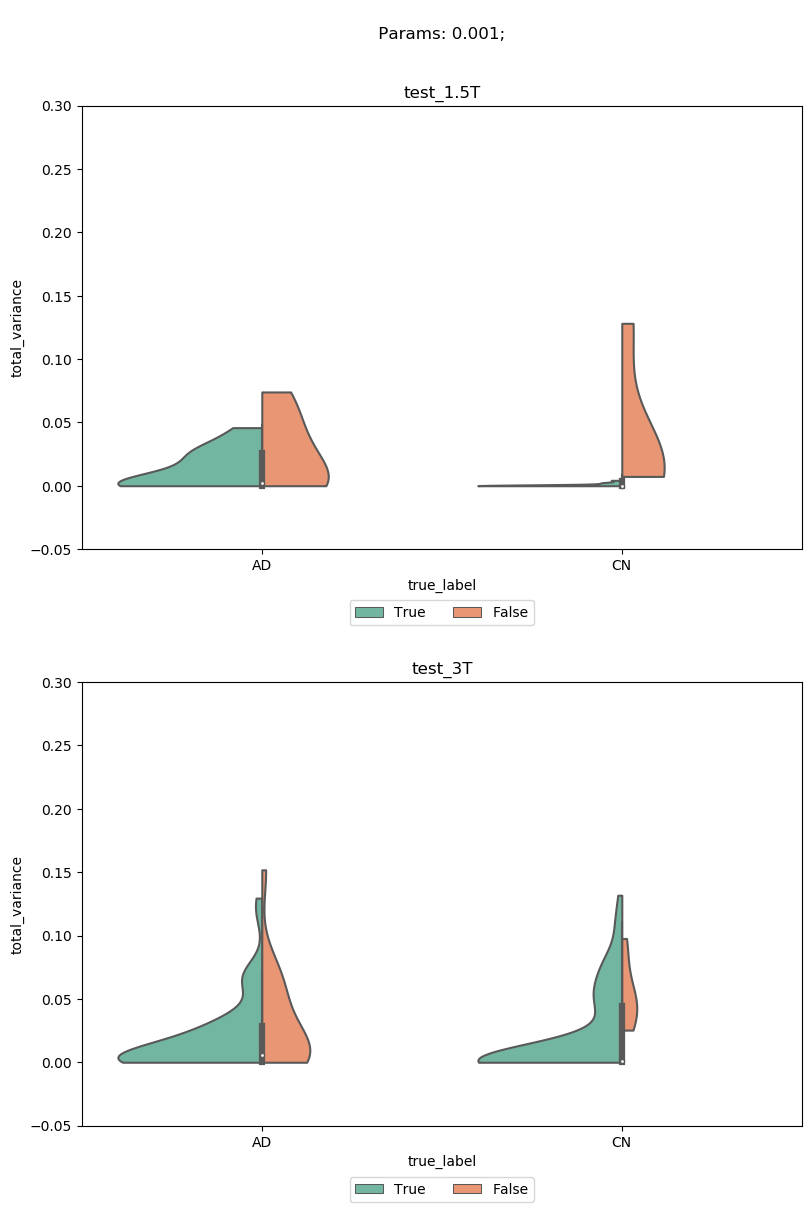 Params: 0.001;
test_1.5T
0.30
0.25
0.20
0.15
0.10
0.05
0.00
−0.05
total_variance
AD CN
true_label
True False
test_3T
0.30
0.25
0.20
0.15
0.10
0.05
0.00
−0.05
total_variance
AD CN
true_label
True False